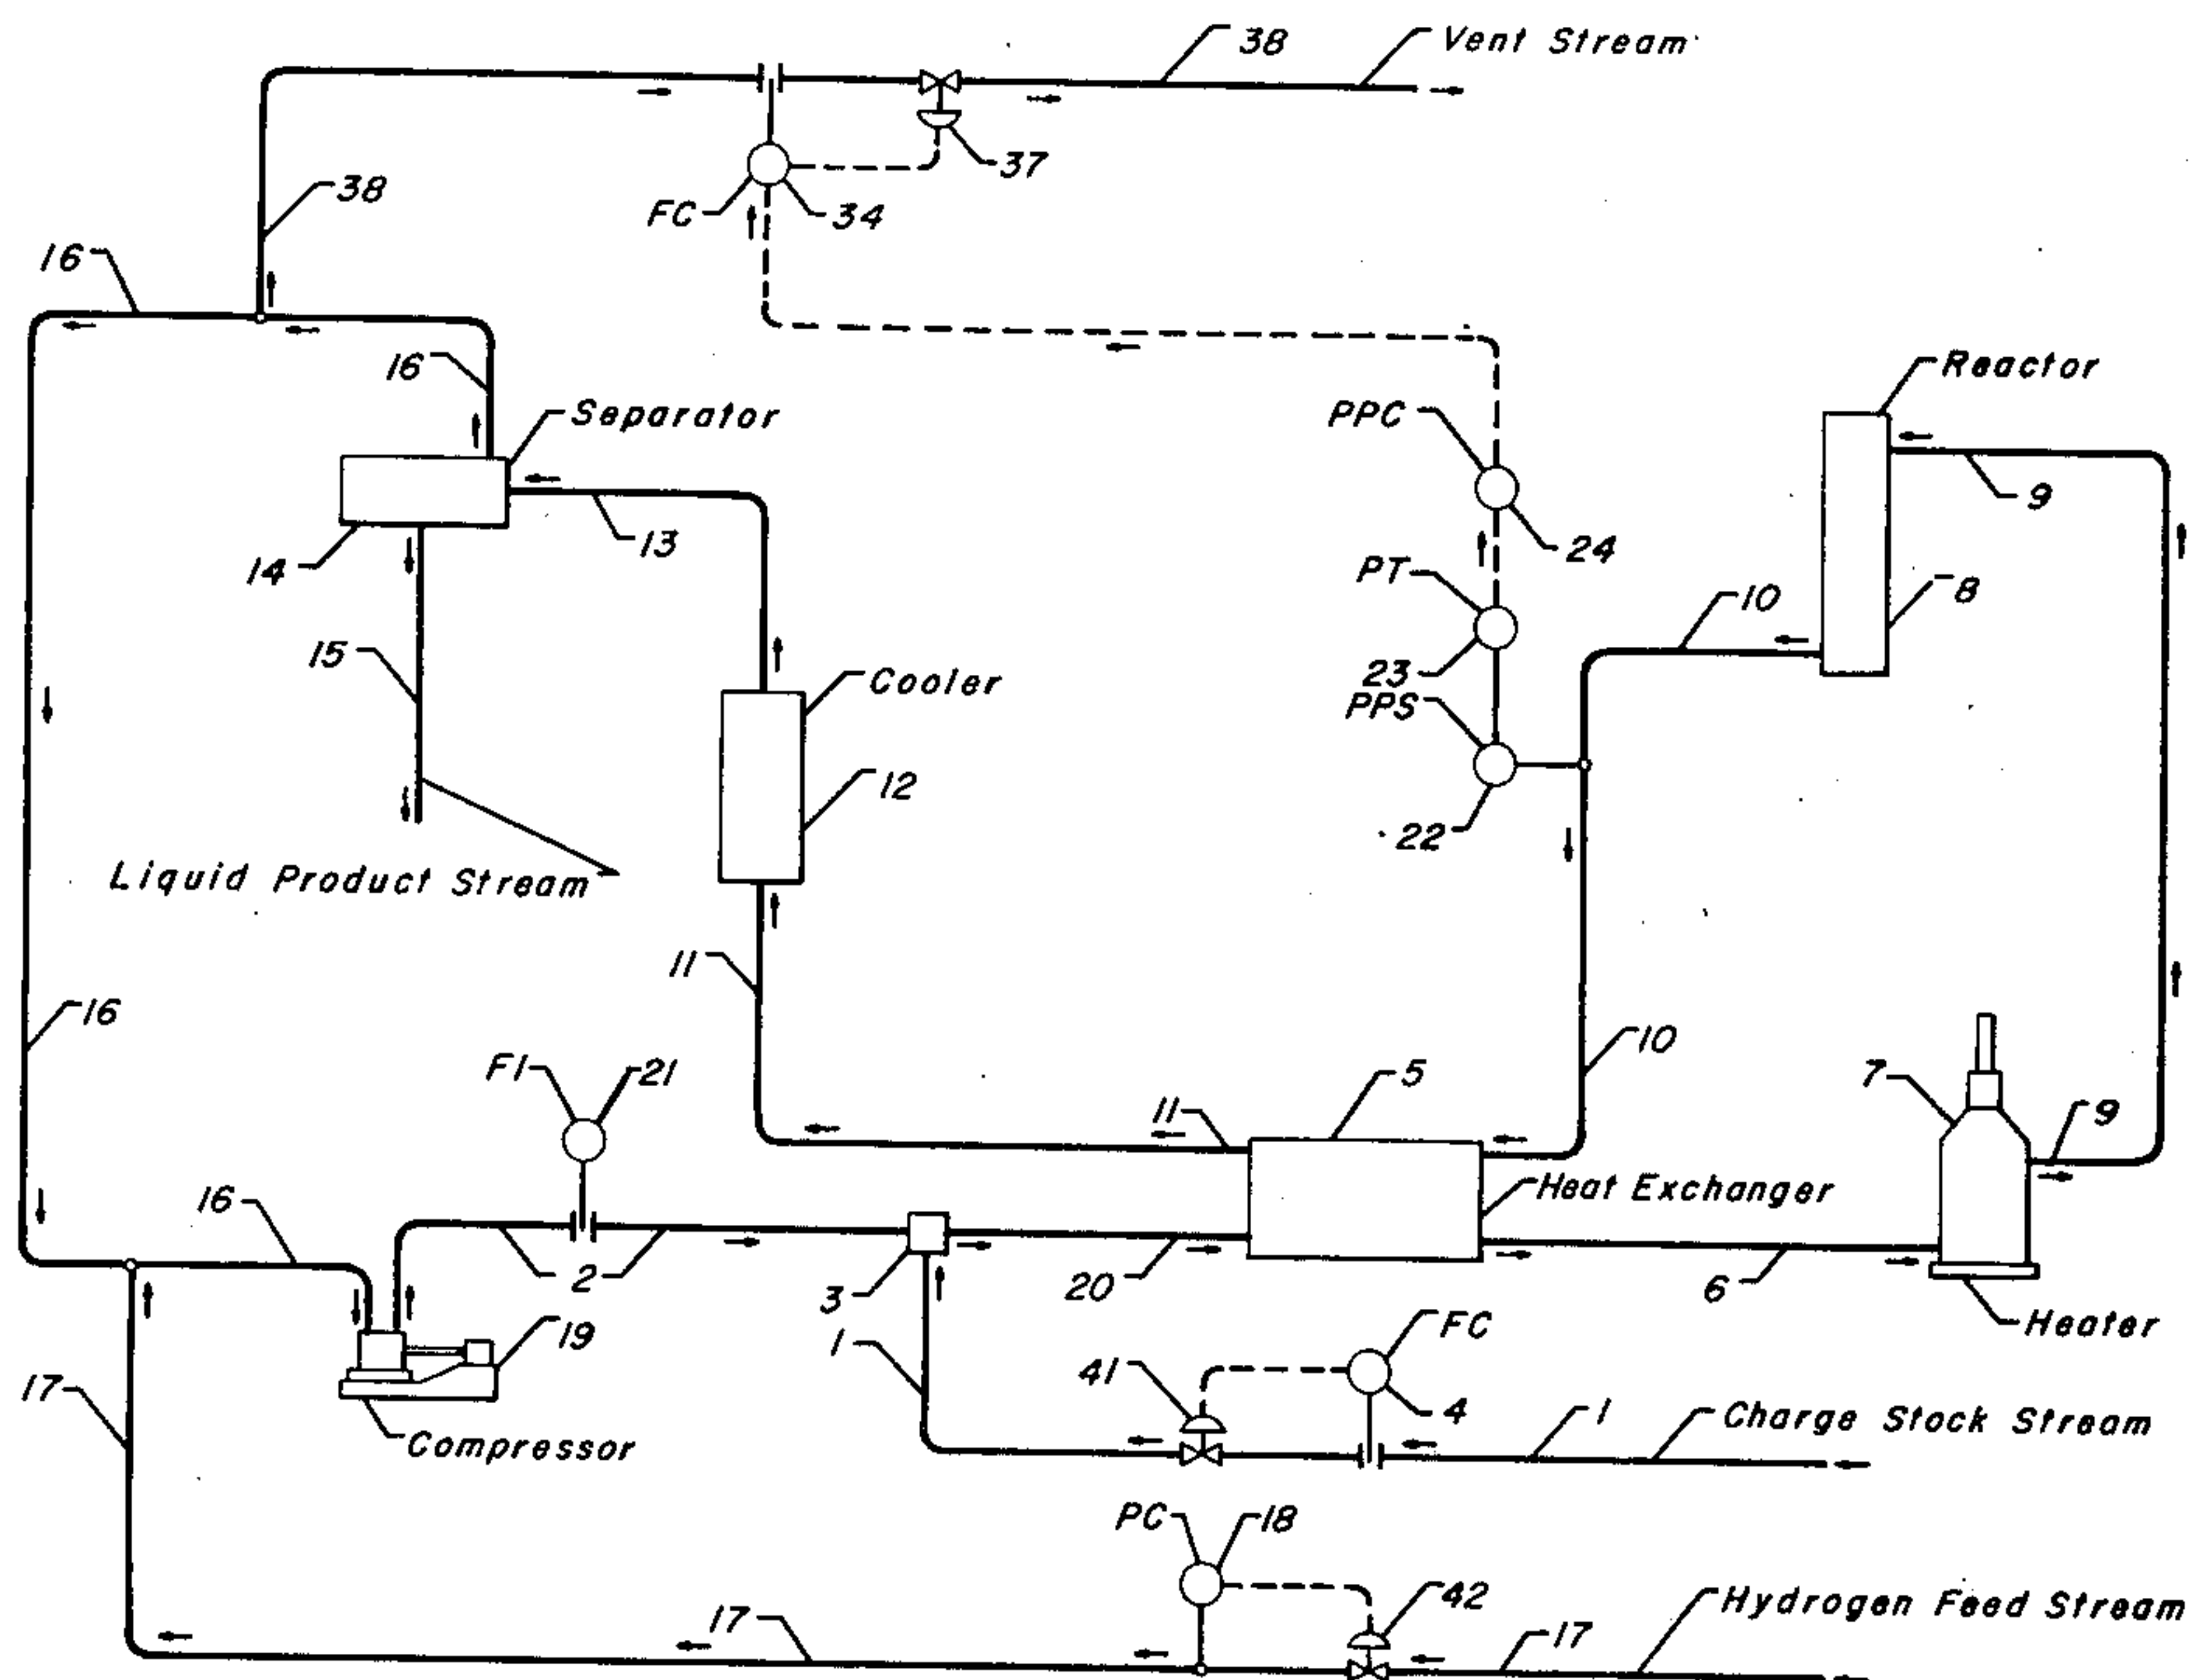 38
Vent Stream
37
FC
34
38
16
16
Separator
Reactor
PPC
9
13
14
24
PT
10
8
15
23
Cooler
PPS
12
22
Liquid Product Stream
11
16
10
F1
21
5
7
11
9
16
Heat Exchanger
2
3
20
6
19
1
FC
Heater
41
17
4
1
Charge Stock Stream
Compressor
PC
18
42
Hydrogen Feed Stream
17
17